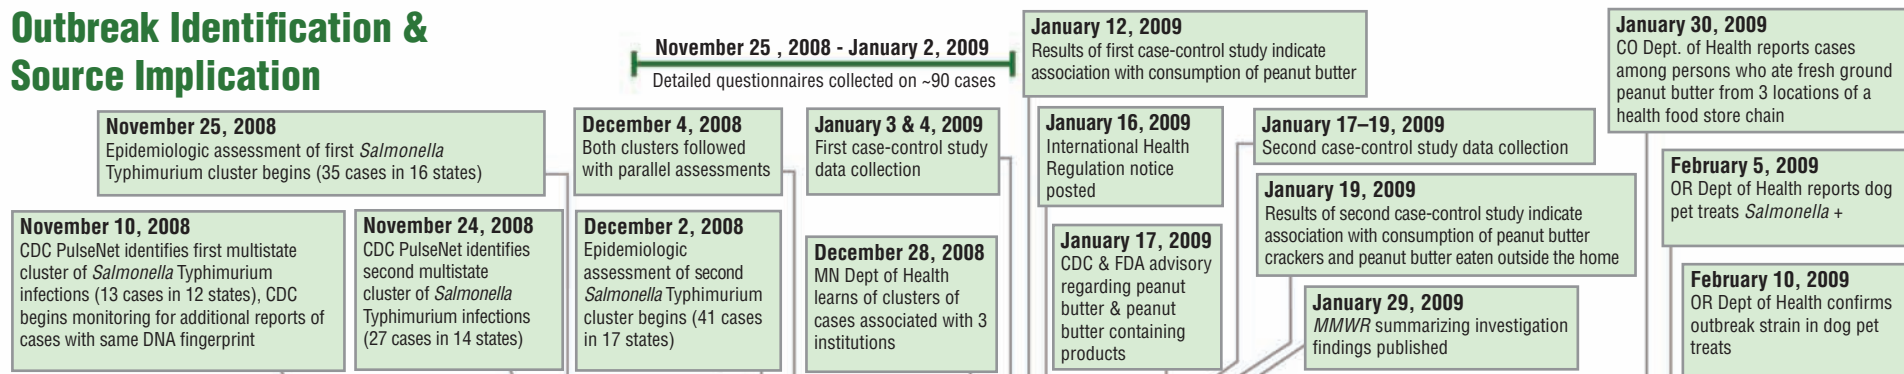 Outbreak Identification &
Source Implication
November 25 , 2008 - January 2, 2009
Detailed questionnaires collected on ~90 cases
November 10, 2008
CDC PulseNet identifies first multistate
cluster of Salmonella Typhimurium
infections (13 cases in 12 states), CDC
begins monitoring for additional reports of
cases with same DNA fingerprint
November 24, 2008
CDC PulseNet identifies
second multistate
cluster of Salmonella
Typhimurium infections
(27 cases in 14 states)
November 25, 2008
Epidemiologic assessment of first Salmonella
Typhimurium cluster begins (35 cases in 16 states)
December 2, 2008
Epidemiologic
assessment of second
Salmonella Typhimurium
cluster begins (41 cases
in 17 states)
December 4, 2008
Both clusters followed
with parallel assessments
December 28, 2008
MN Dept of Health
learns of clusters of
cases associated with 3
institutions
January 3 & 4, 2009
First case-control study
data collection
January 12, 2009
Results of first case-control study indicate
association with consumption of peanut butter
January 16, 2009
International Health
Regulation notice
posted
January 17, 2009
CDC & FDA advisory
regarding peanut
butter & peanut
butter containing
products
January 17–19, 2009
Second case-control study data collection
January 19, 2009
Results of second case-control study indicate
association with consumption of peanut butter
crackers and peanut butter eaten outside the home
January 29, 2009
MMWR summarizing investigation
findings published
January 30, 2009
CO Dept. of Health reports cases
among persons who ate fresh ground
peanut butter from 3 locations of a
health food store chain
February 5, 2009
OR Dept of Health reports dog
pet treats Salmonella +
February 10, 2009
OR Dept of Health confirms
outbreak strain in dog pet
treats